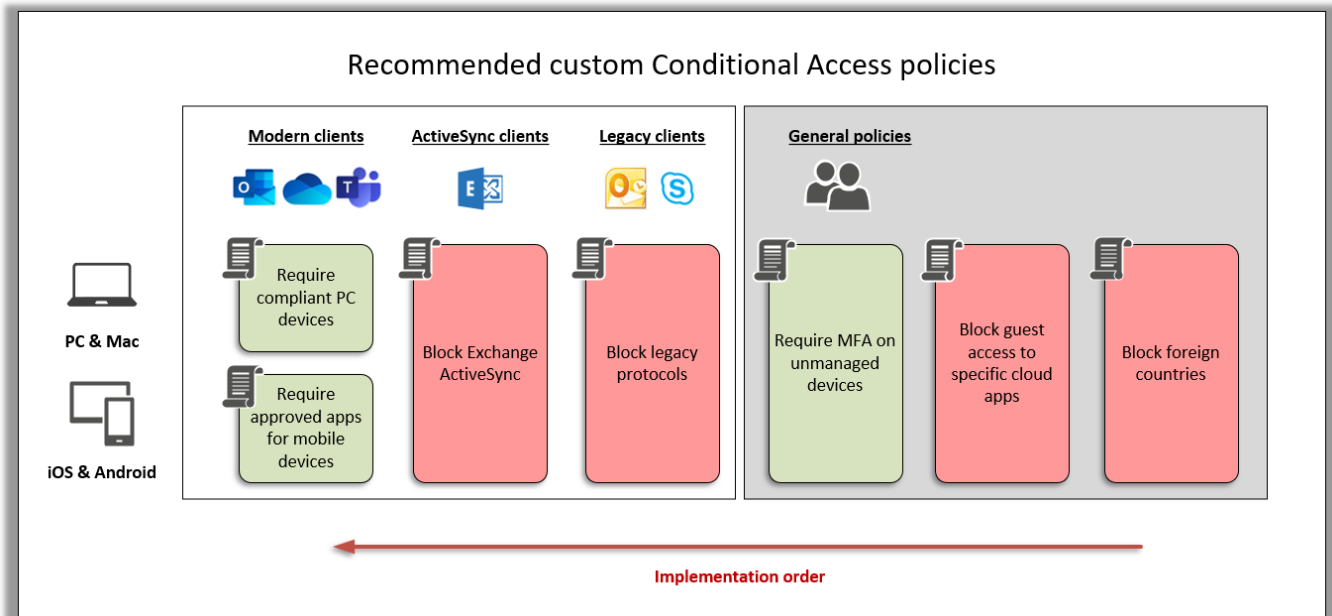 Recommended custom Conditional Access policies
Modern clients
ActiveSync clients
Legacy clients
General policies
O
T
E
O
S
PC & Mac
iOS & Android
Require
compliant PC
devices
Require
approved apps
for mobile
devices
Block Exchange
ActiveSync
Block legacy
protocols
Require MFA on
unmanaged
devices
Block guest
access to
specific cloud
apps
Block foreign
countries
Implementation order